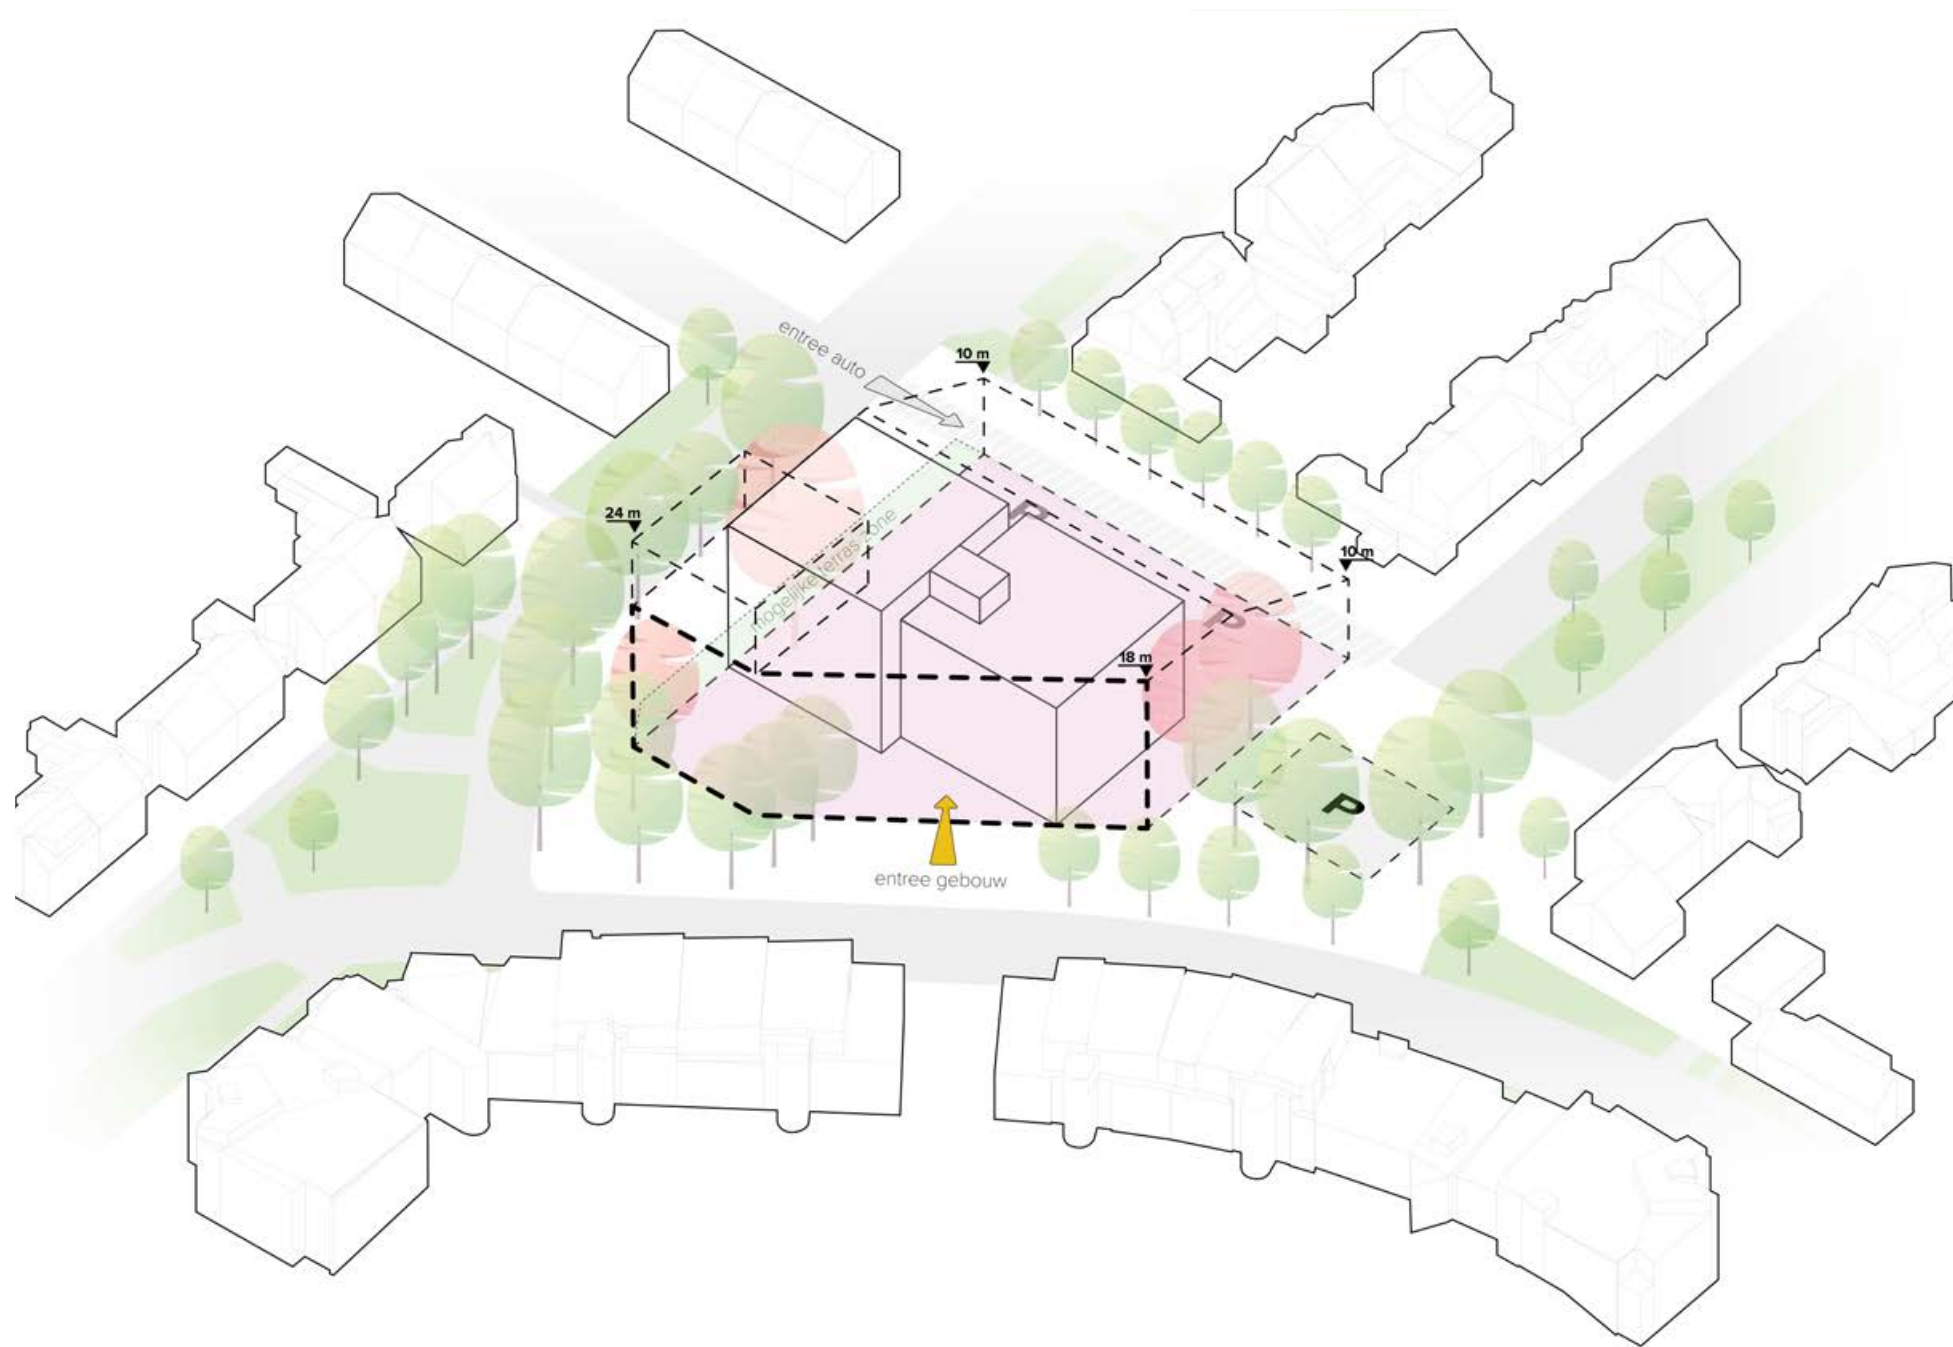 entree auto
10 m
24 m
P
mogelijke terras zone
10 m
P
18 m
P
entree gebouw